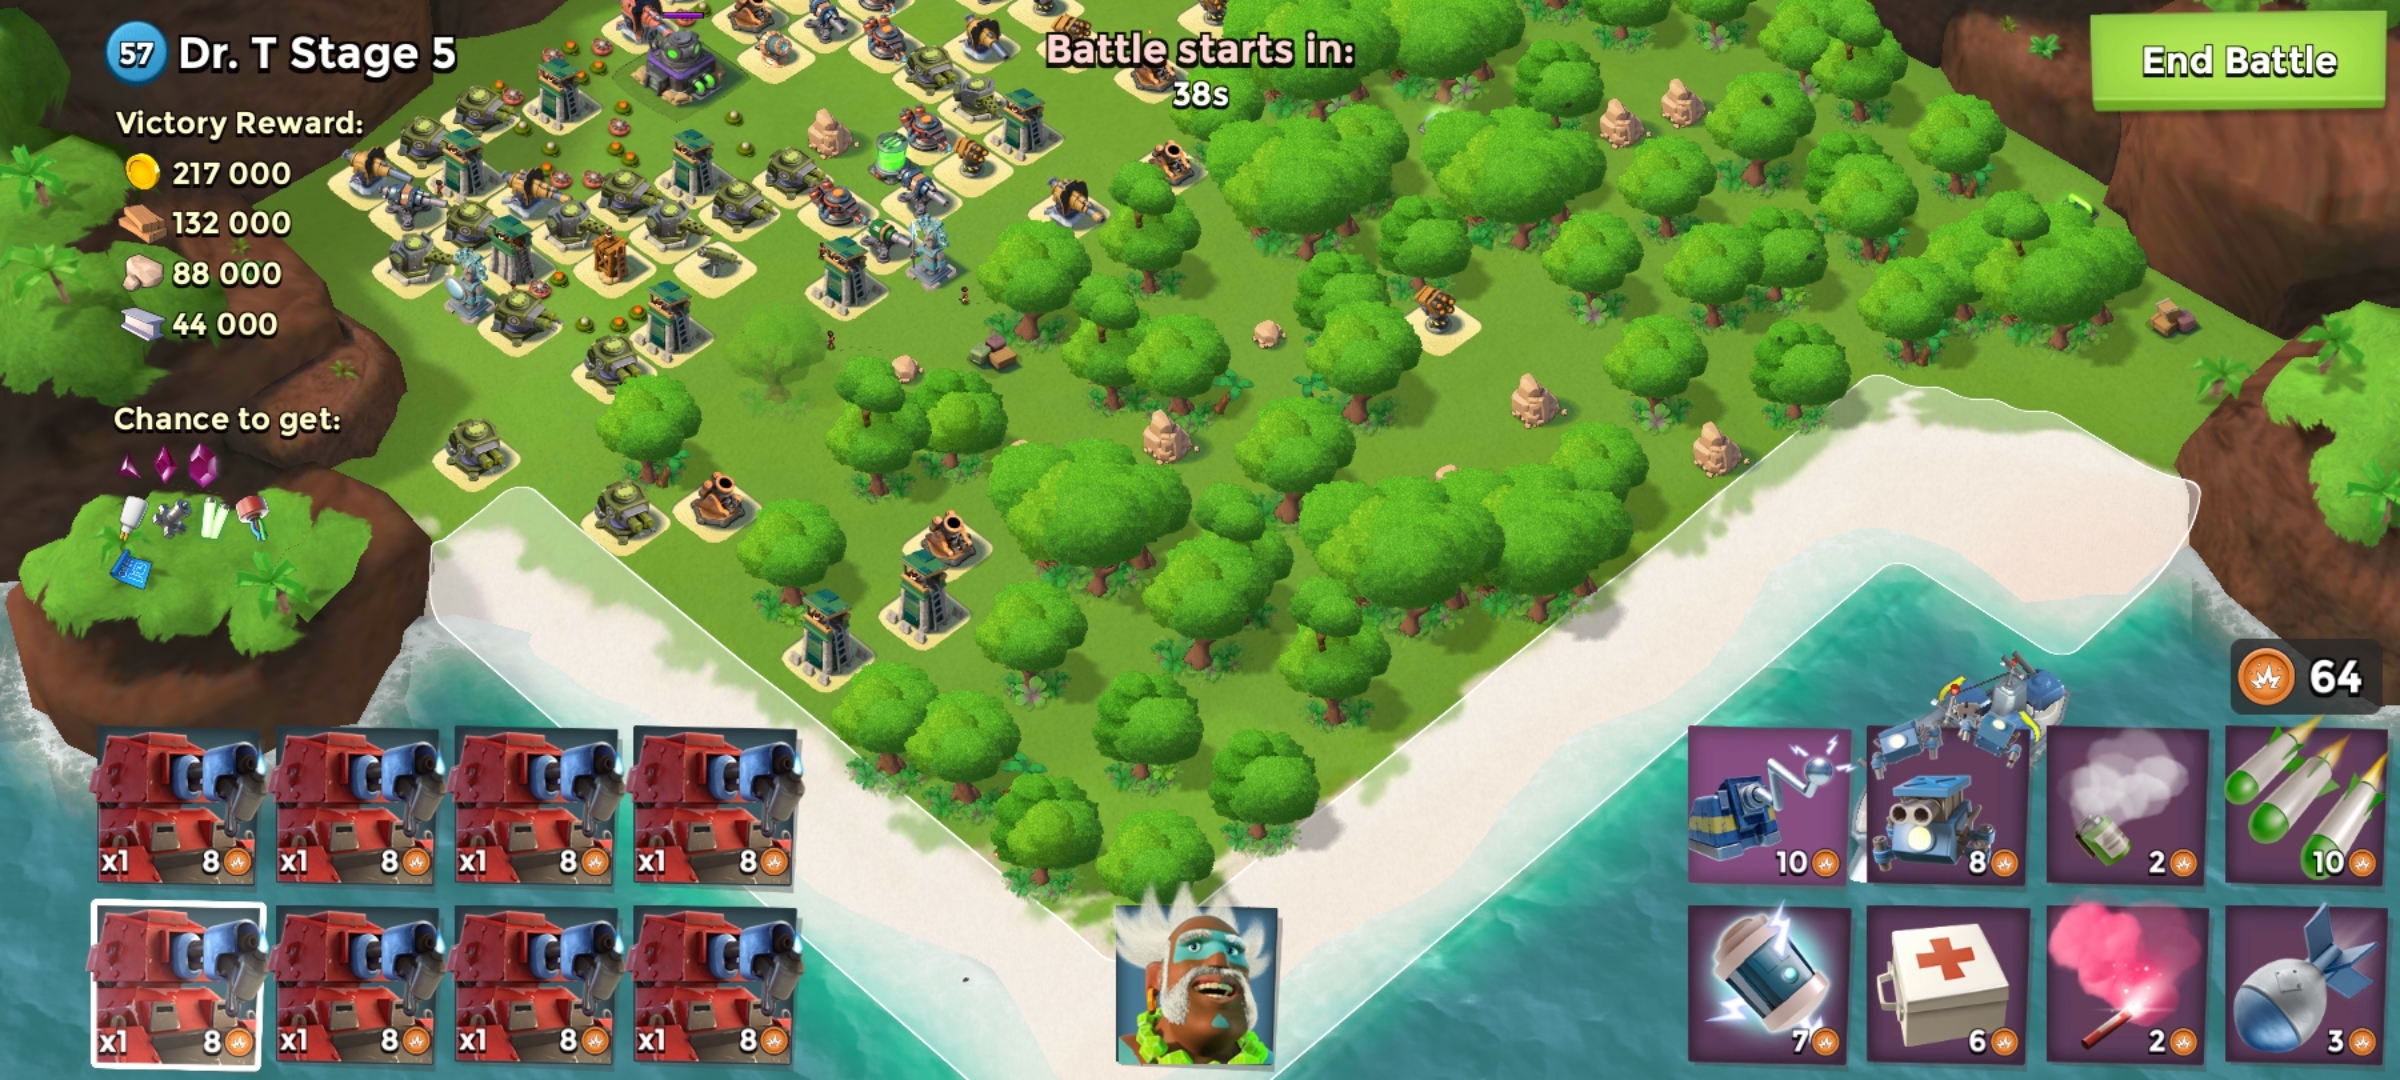 57 Dr. T Stage 5
Battle starts in:
38s
End Battle
Victory Reward:
217 000
132 000
88 000
44 000
Chance to get:
64
x1 8
x1 8
x1 8
x1 8
10
8
2
10
x1 8
x1 8
x1 8
x1 8
7
6
2
3